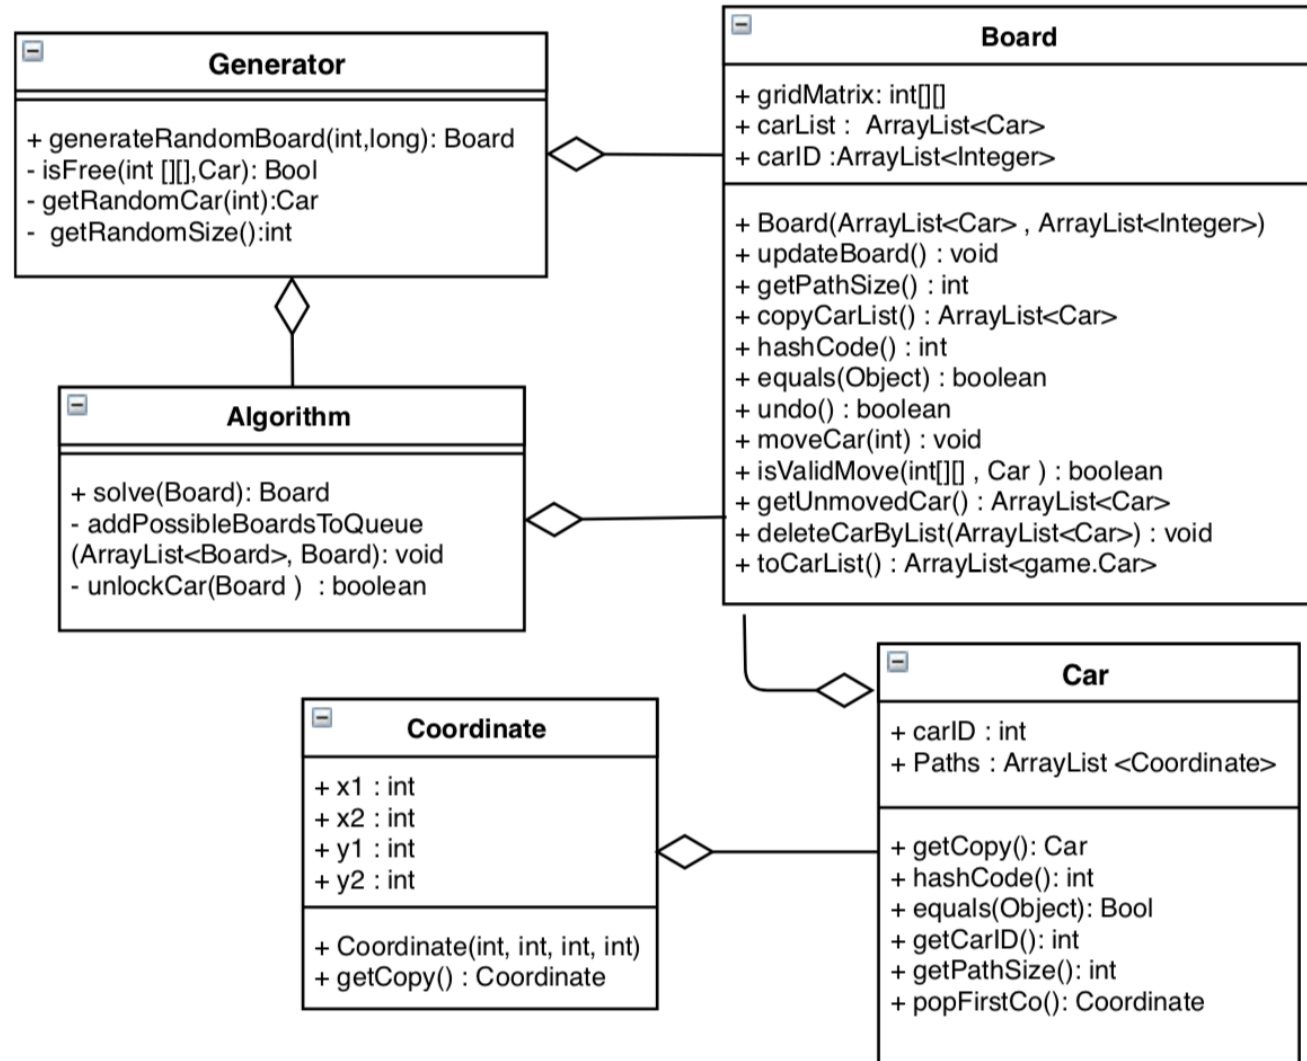 Generator
+ generateRandomBoard(int,long): Board
- isFree(int [][],Car): Bool
- getRandomCar(int):Car
- getRandomSize():int
Board
+ gridMatrix: int[][]
+ carList : ArrayList<Car>
+ carID :ArrayList<Integer>
+ Board(ArrayList<Car> , ArrayList<Integer>)
+ updateBoard() : void
+ getPathSize() : int
+ copyCarList() : ArrayList<Car>
+ hashCode() : int
+ equals(Object) : boolean
+ undo() : boolean
+ moveCar(int) : void
+ isValidMove(int[][] , Car ) : boolean
+ getUnmovedCar() : ArrayList<Car>
+ deleteCarByList(ArrayList<Car>) : void
+ toCarList() : ArrayList<game.Car>
Algorithm
+ solve(Board): Board
- addPossibleBoardsToQueue
(ArrayList<Board>, Board): void
- unlockCar(Board ) : boolean
Coordinate
+ x1 : int
+ x2 : int
+ y1 : int
+ y2 : int
+ Coordinate(int, int, int, int)
+ getCopy() : Coordinate
Car
+ carID : int
+ Paths : ArrayList <Coordinate>
+ getCopy(): Car
+ hashCode(): int
+ equals(Object): Bool
+ getCarID(): int
+ getPathSize(): int
+ popFirstCo(): Coordinate